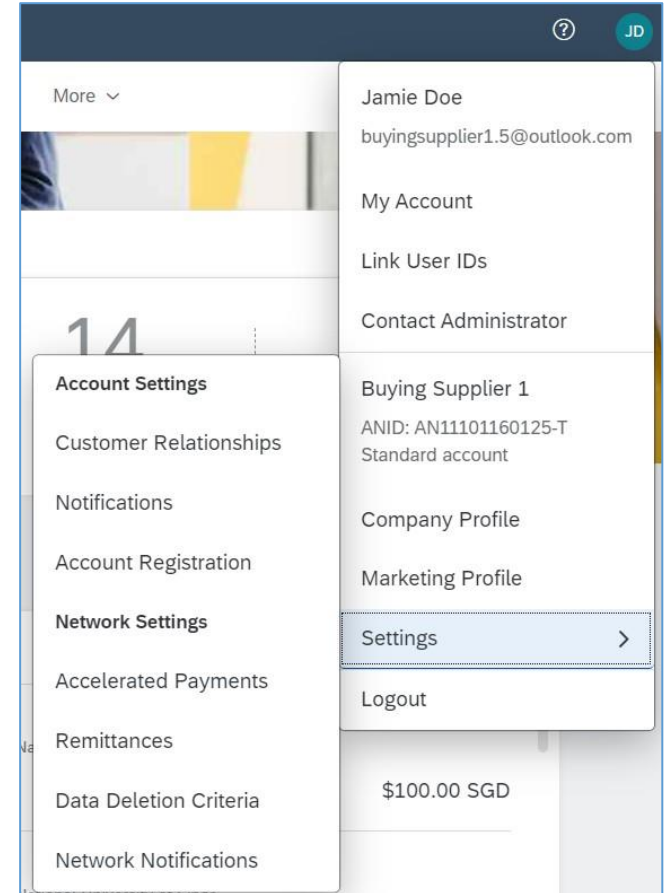 JD
More
Jamie Doe
buyingsupplier1.5@outlook.com
My Account
Link User IDs
Contact Administrator
14
Buying Supplier 1
ANID: AN11101160125-T
Standard account
Company Profile
Marketing Profile
Settings
Logout
Account Settings
Customer Relationships
Notifications
Account Registration
Network Settings
Accelerated Payments
Remittances
Data Deletion Criteria
Network Notifications
$100.00 SGD